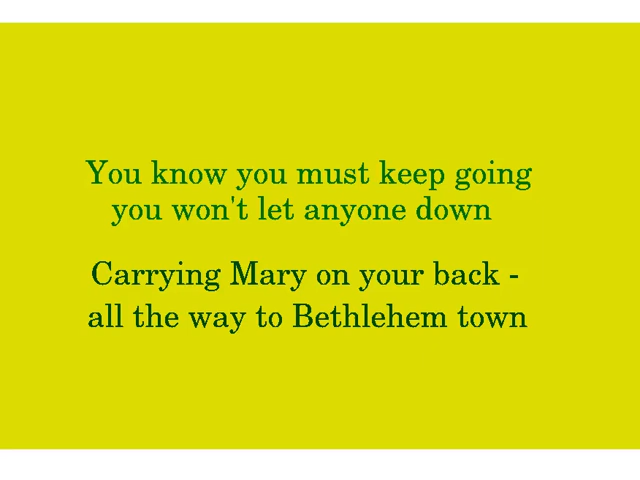 You know you must keep going
you won't let anyone down
Carrying Mary on your back -
all the way to Bethlehem town